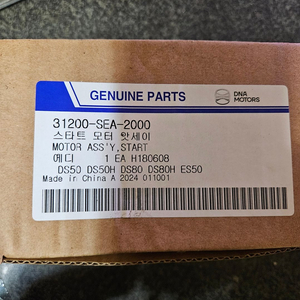 GENUINE PARTS
DNA
MOTORS
31200-SEA-2000
스타트 모터 앗세이
MOTOR ASS'Y,START
에디 1 EA H180608
DS50 DS50H DS80 DS80H ES50
Made in China A 2024 011001